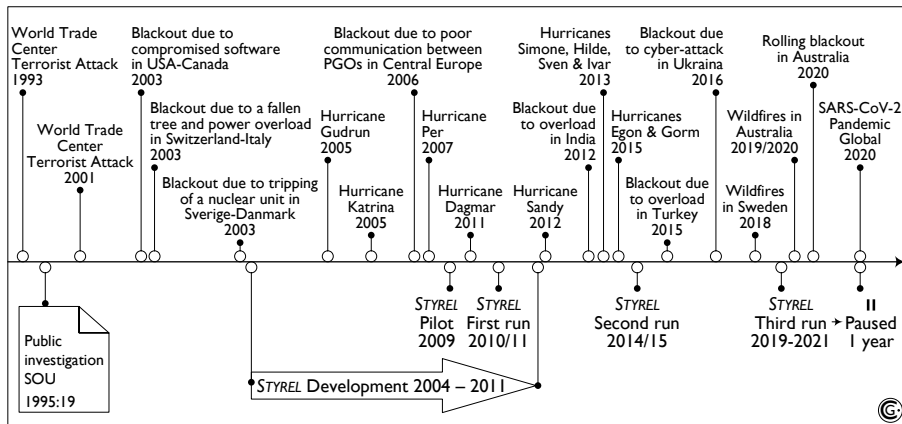 World Trade
Center
Terrorist Attack
1993
World Trade
Center
Terrorist Attack
2001
Blackout due to
compromised software
in USA-Canada
2003
Blackout due to a fallen
tree and power overload
in Switzerland-Italy
2003
Blackout due to tripping
of a nuclear unit in
Sverige-Danmark
2003
Hurricane
Gudrun
2005
Hurricane
Katrina
2005
Blackout due to poor
communication between
PGOs in Central Europe
2006
Hurricane
Per
2007
Hurricane
Dagmar
2011
Hurricane
Sandy
2012
Blackout
due to
overload
in India
2012
Hurricanes
Simone, Hilde,
Sven & Ivar
2013
Hurricanes
Egon & Gorm
2015
Blackout due
to overload
in Turkey
2015
Blackout due
to cyber-attack
in Ukraina
2016
Wildfires
in Sweden
2018
Wildfires in
Australia
2019/2020
Rolling blackout
in Australia
2020
SARS-CoV-2
Pandemic
Global
2020
Public
investigation
SOU
1995:19
STYREL Development 2004 – 2011
STYREL
Pilot
2009
STYREL
First run
2010/11
STYREL
Second run
2014/15
STYREL
Third run
2019-2021
Paused
1 year
CG